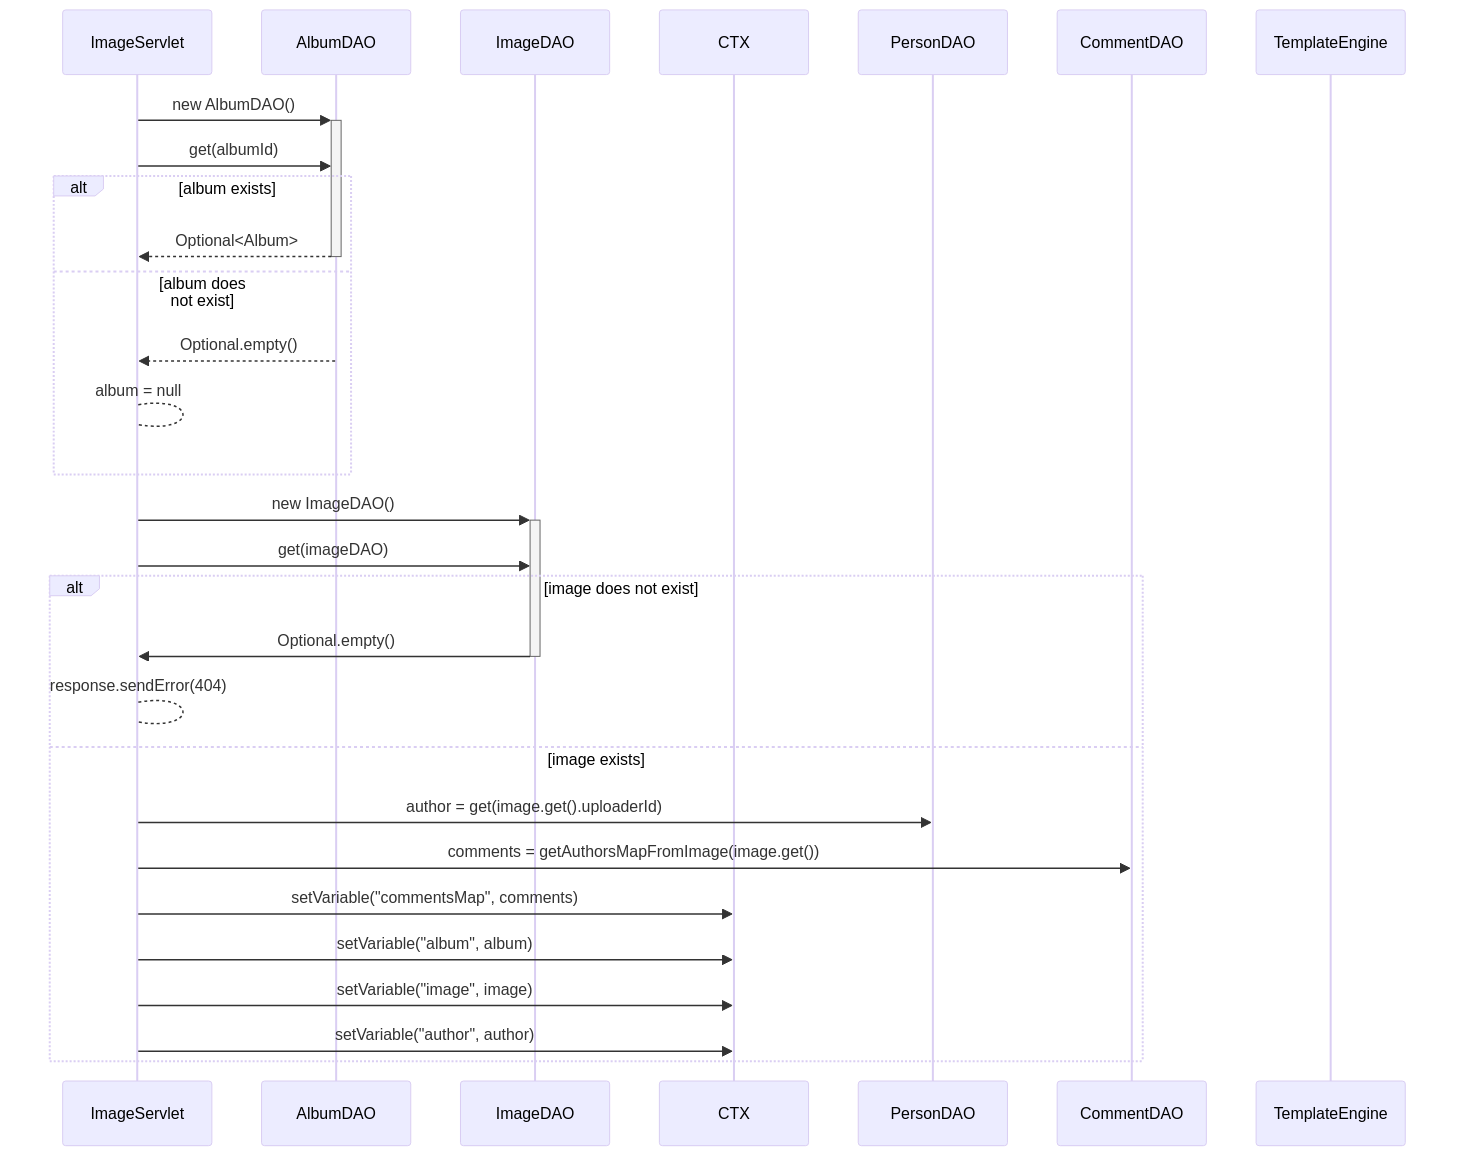 ImageServlet
AlbumDAO
ImageDAO
CTX
PersonDAO
CommentDAO
TemplateEngine
new AlbumDAO()
get(albumId)
alt
[album exists]
Optional<Album>
[album does
not exist]
Optional.empty()
album = null
new ImageDAO()
get(imageDAO)
alt
[image does not exist]
Optional.empty()
response.sendError(404)
[image exists]
author = get(image.get().uploaderId)
comments = getAuthorsMapFromImage(image.get())
setVariable("commentsMap", comments)
setVariable("album", album)
setVariable("image", image)
setVariable("author", author)
ImageServlet
AlbumDAO
ImageDAO
CTX
PersonDAO
CommentDAO
TemplateEngine